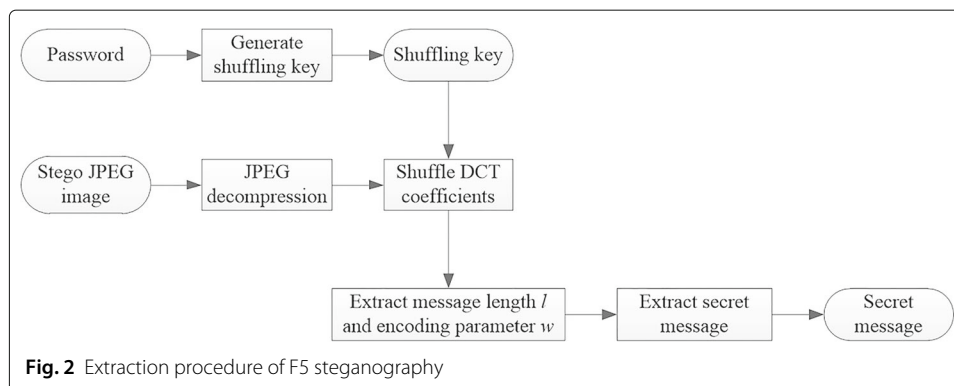 Password
Generate
shuffling key
Shuffling key
Stego JPEG
image
JPEG
decompression
Shuffle DCT
coefficients
Extract message length l
and encoding parameter w
Extract secret
message
Secret
message
Fig. 2 Extraction procedure of F5 steganography